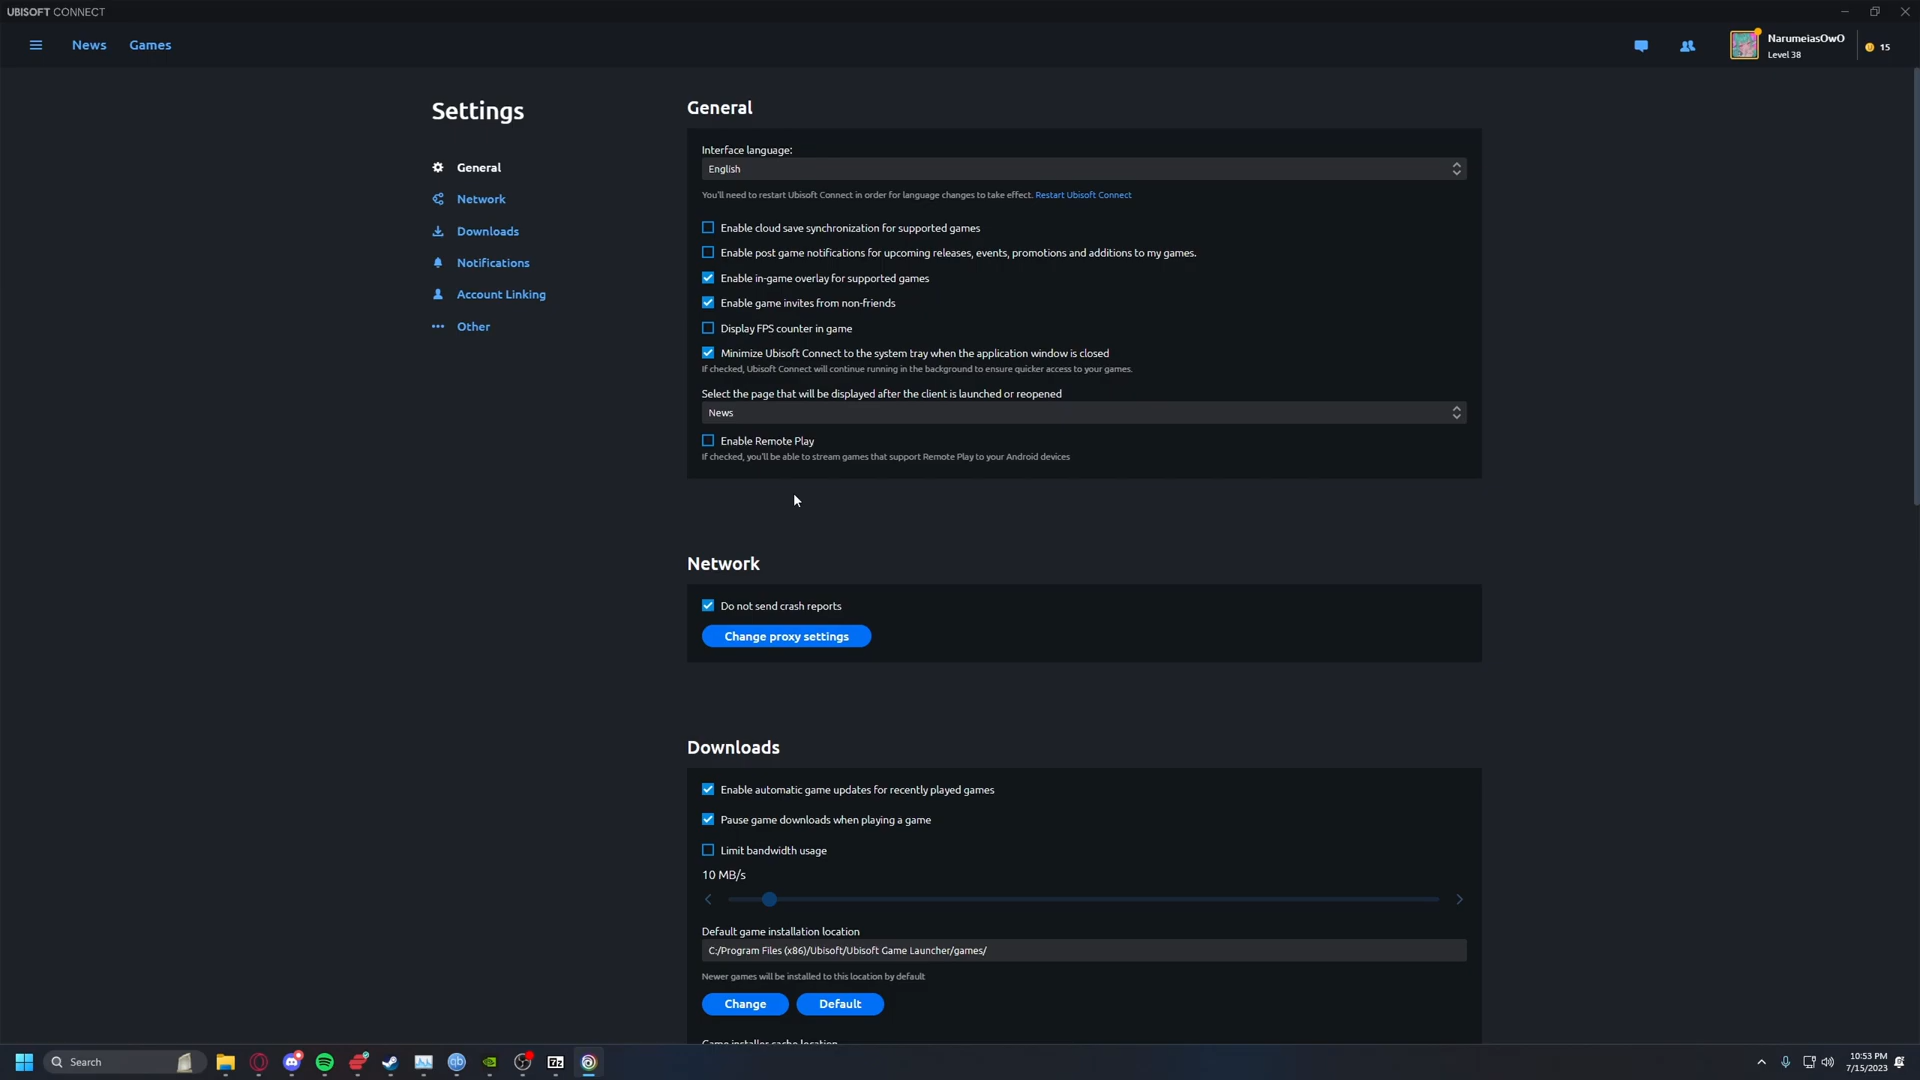 UBISOFT CONNECT
News
Games
NarumeiasOwO
Level 38
15
Settings
General
Network
Downloads
Notifications
Account Linking
Other
General
Interface language:
English
You'll need to restart Ubisoft Connect in order for language changes to take effect. Restart Ubisoft Connect
Enable cloud save synchronization for supported games
Enable post game notifications for upcoming releases, events, promotions and additions to my games.
Enable in-game overlay for supported games
Enable game invites from non-friends
Display FPS counter in game
Minimize Ubisoft Connect to the system tray when the application window is closed
If checked, Ubisoft Connect will continue running in the background to ensure quicker access to your games.
Select the page that will be displayed after the client is launched or reopened
News
Enable Remote Play
If checked, you'll be able to stream games that support Remote Play to your Android devices
Network
Do not send crash reports
Change proxy settings
Downloads
Enable automatic game updates for recently played games
Pause game downloads when playing a game
Limit bandwidth usage
10 MB/s
Default game installation location
C:/Program Files (x86)/Ubisoft/Ubisoft Game Launcher/games/
Newer games will be installed to this location by default
Change
Default
Game installer cache location
Search
qb
7z
10:53 PM
7/15/2023